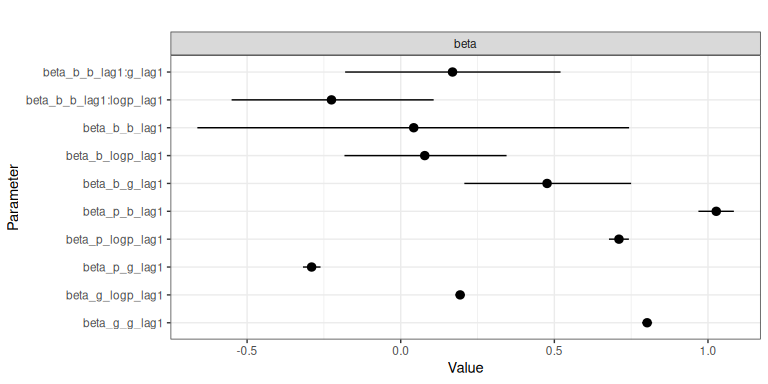 beta
beta_b_b_lag1:g_lag1
beta_b_b_lag1:logp_lag1
beta_b_b_lag1
beta_b_logp_lag1
beta_b_g_lag1
beta_p_b_lag1
beta_p_logp_lag1
beta_p_g_lag1
beta_g_logp_lag1
beta_g_g_lag1
Parameter
-0.5 0.0 0.5 1.0
Value